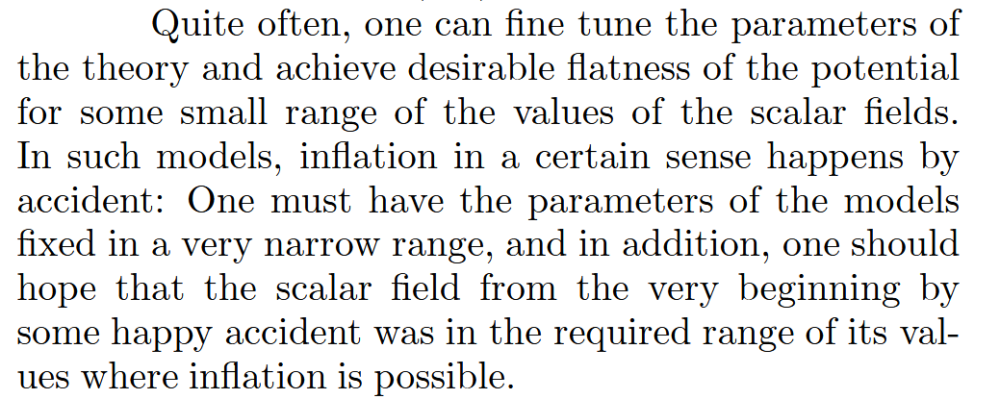 Quite often, one can fine tune the parameters of
the theory and achieve desirable flatness of the potential
for some small range of the values of the scalar fields.
In such models, inflation in a certain sense happens by
accident: One must have the parameters of the models
fixed in a very narrow range, and in addition, one should
hope that the scalar field from the very beginning by
some happy accident was in the required range of its val-
ues where inflation is possible.